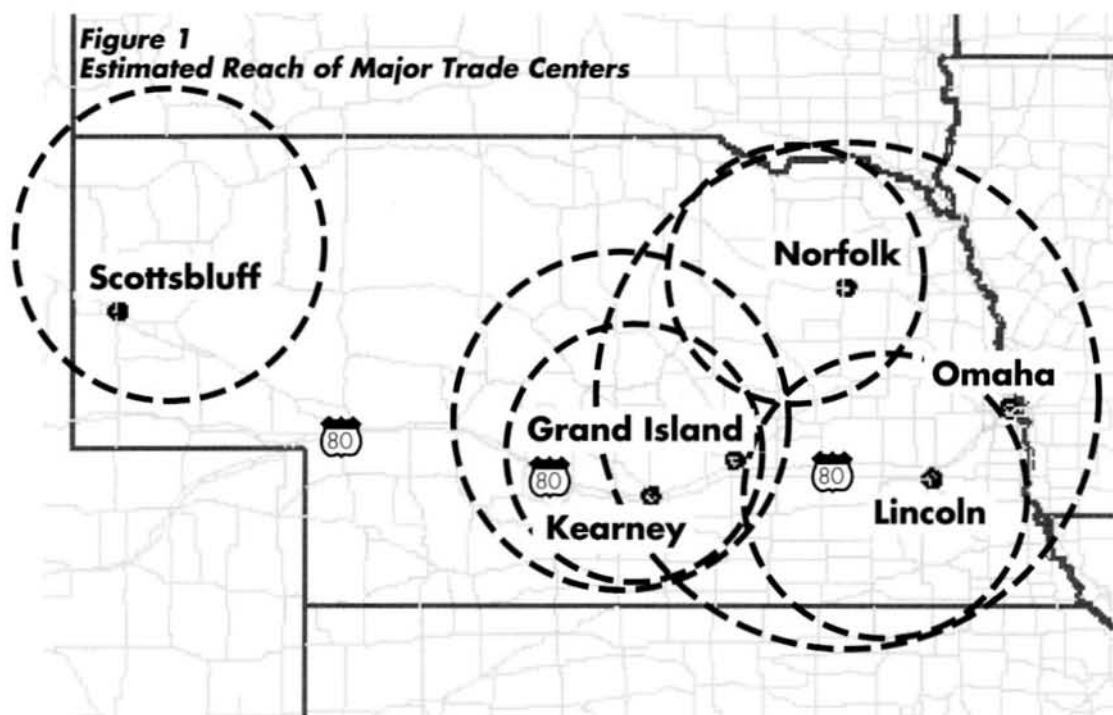 Figure 1
Estimated Reach of Major Trade Centers
Scottsbluff
Norfolk
Omaha
Grand Island
80
80
80
Lincoln
Kearney